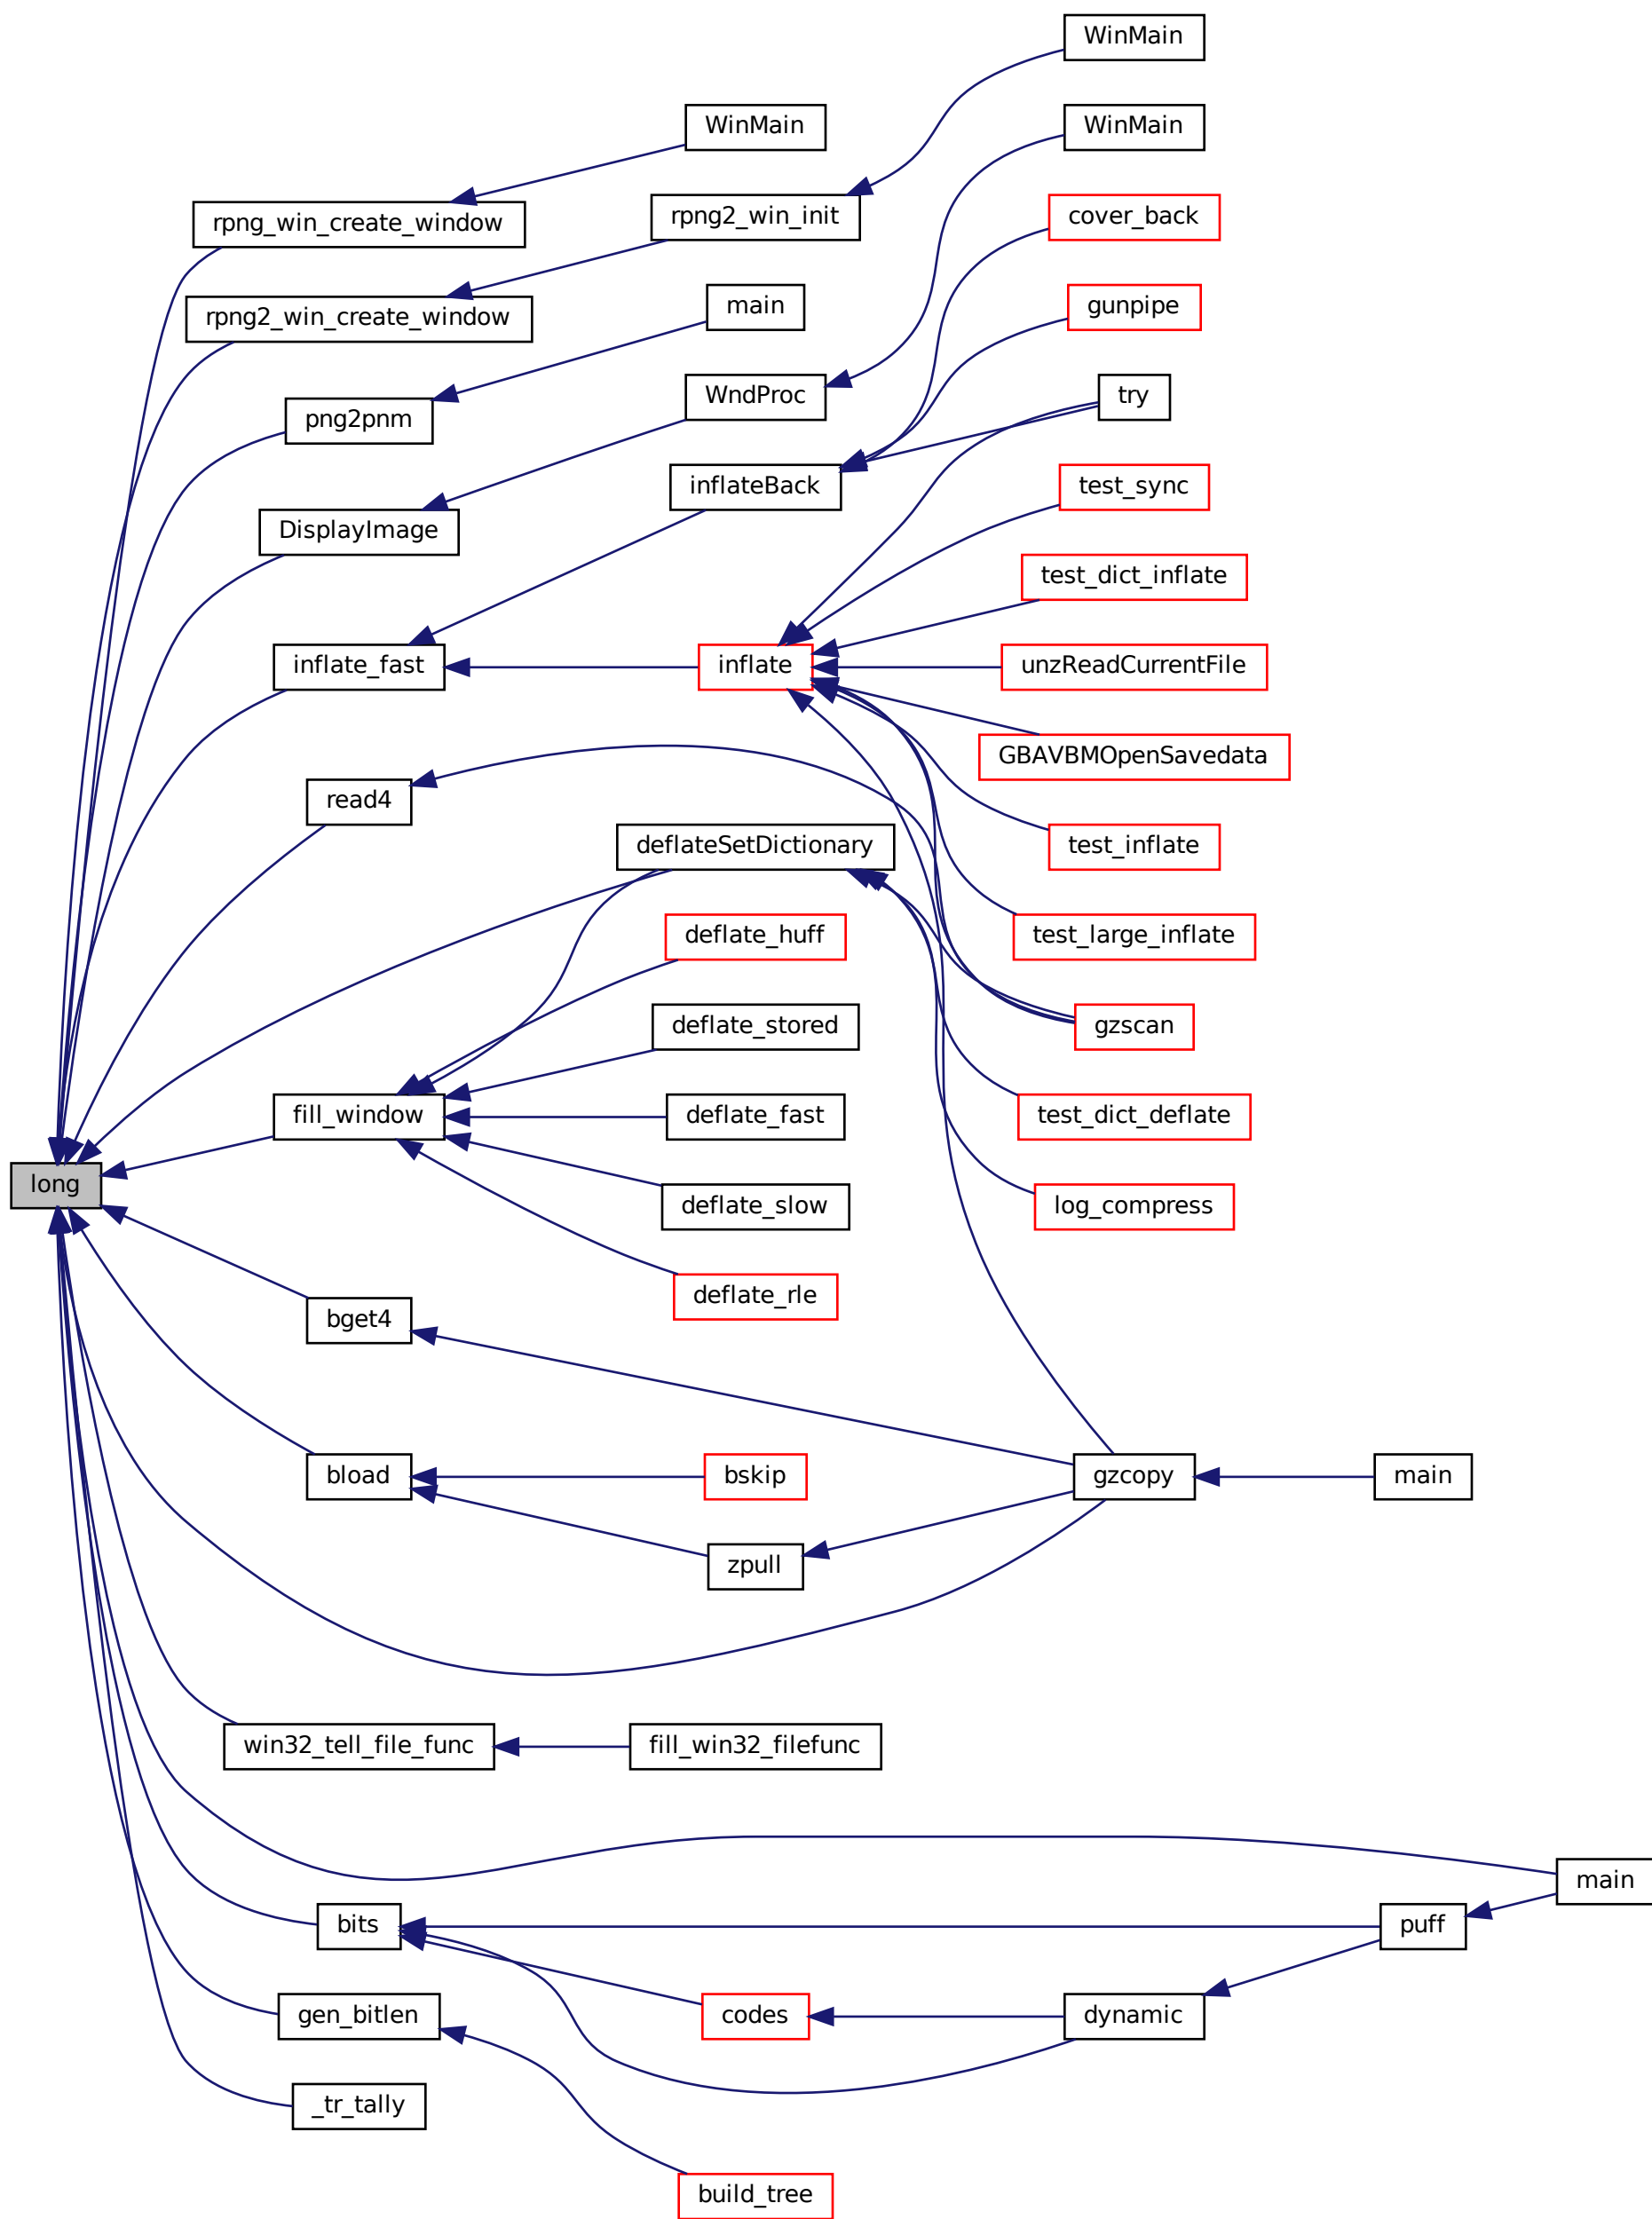 WinMain
WinMain
WinMain
rpng_win_create_window
rpng2_win_init
cover_back
rpng2_win_create_window
main
gunpipe
png2pnm
WndProc
try
DisplayImage
inflateBack
test_sync
test_dict_inflate
inflate_fast
inflate
unzReadCurrentFile
GBAVBMOpenSavedata
read4
deflateSetDictionary
test_inflate
deflate_huff
test_large_inflate
deflate_stored
gzscan
fill_window
deflate_fast
test_dict_deflate
long
deflate_slow
log_compress
bget4
deflate_rle
bload
bskip
gzcopy
main
zpull
win32_tell_file_func
fill_win32_filefunc
main
bits
puff
gen_bitlen
codes
dynamic
_tr_tally
build_tree